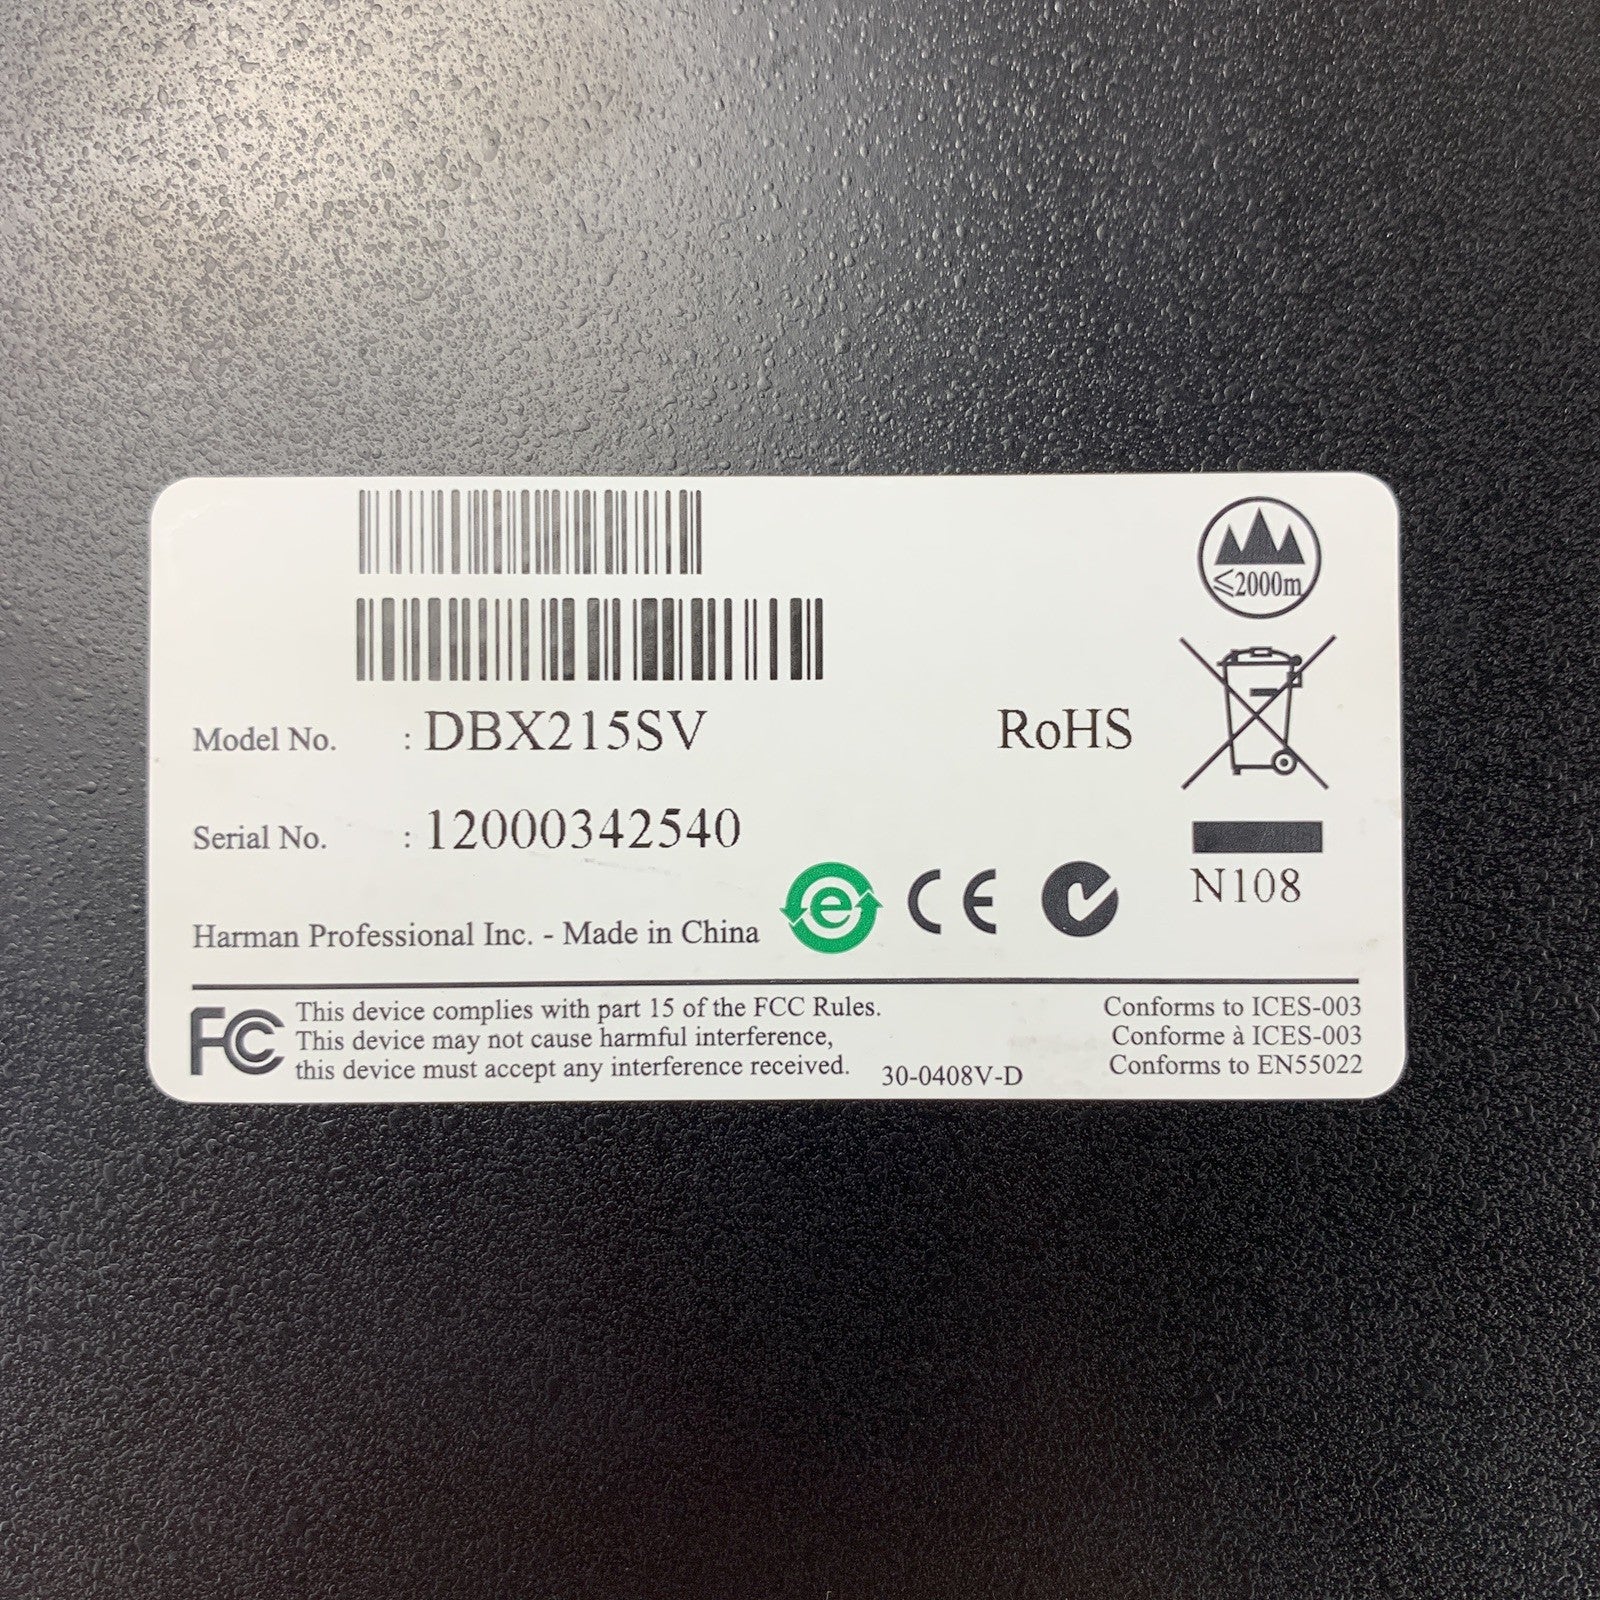 ≤2000m
Model No. : DBX215SV
RoHS
Serial No. : 12000342540
N108
Harman Professional Inc. - Made in China
e CE
FC This device complies with part 15 of the FCC Rules.
This device may not cause harmful interference,
this device must accept any interference received.
30-0408V-D
Conforms to ICES-003
Conforme à ICES-003
Conforms to EN55022